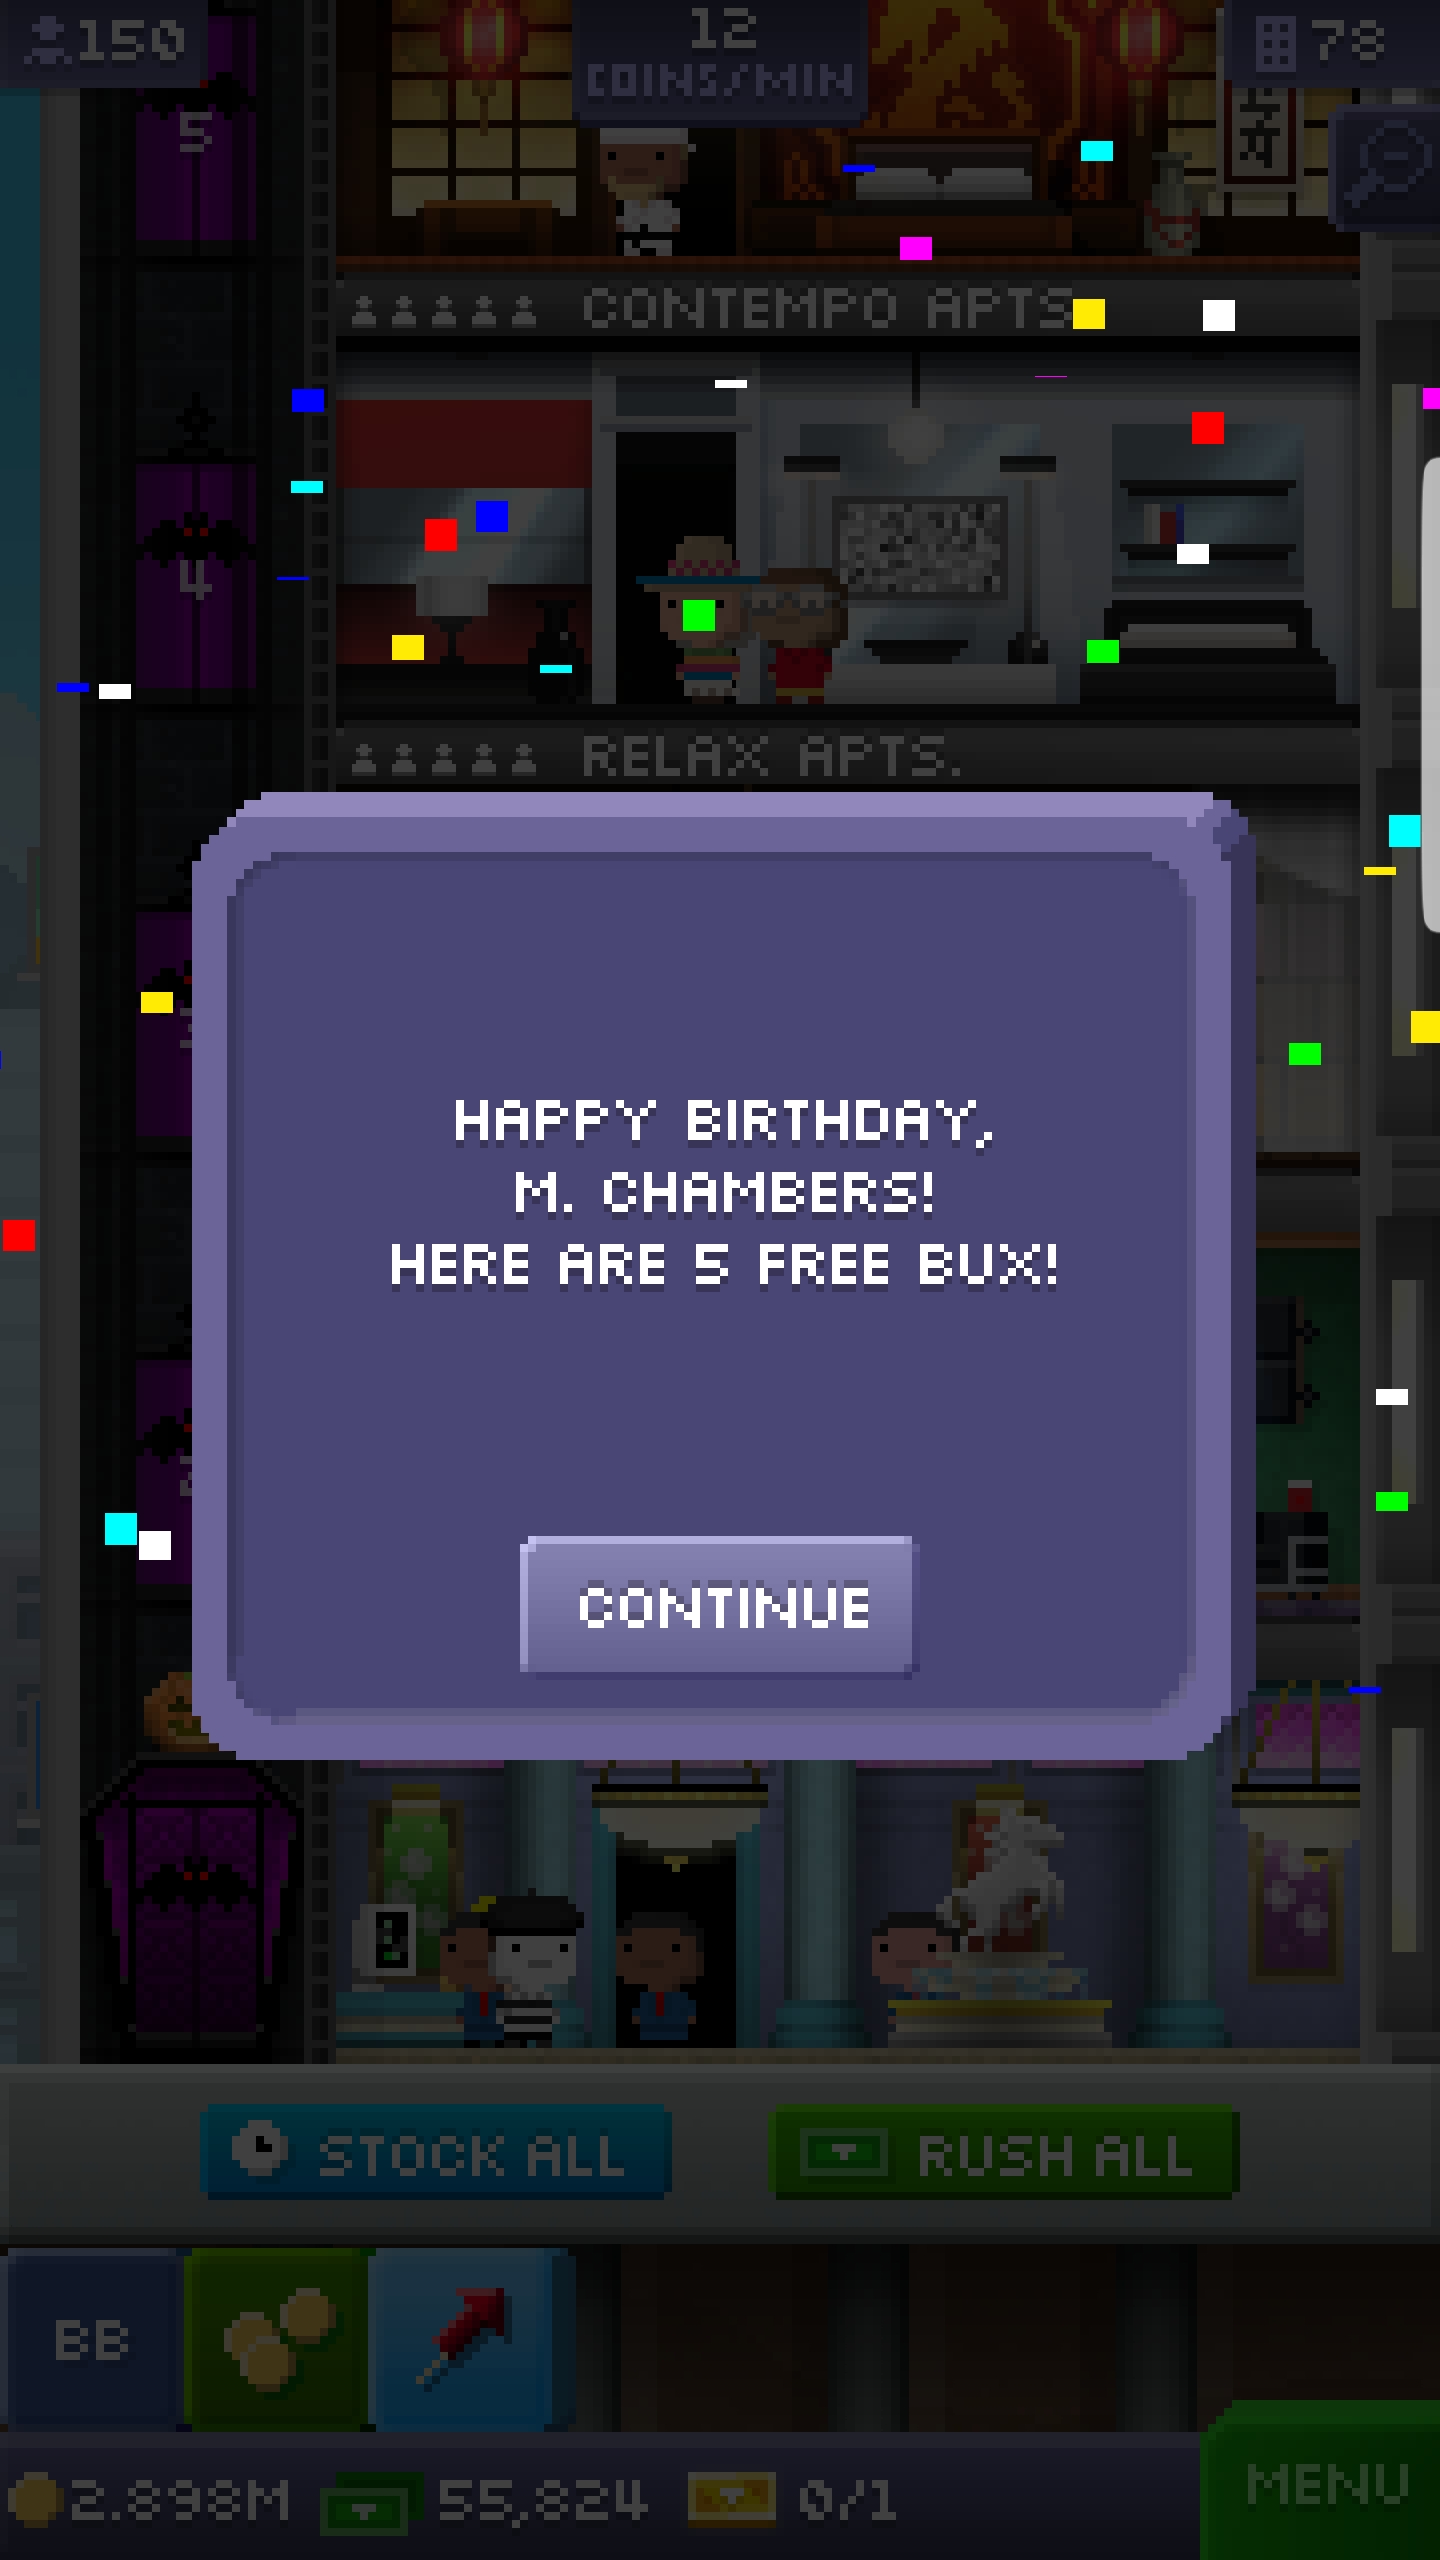 150
12
COINS/MIN
78
5
CONTEMPO APTS
4
RELAX APTS.
HAPPY BIRTHDAY,
M. CHAMBERS!
HERE ARE 5 FREE BUX!
CONTINUE
STOCK ALL
RUSH ALL
BB
2.898M
55,824
0/1
MENU